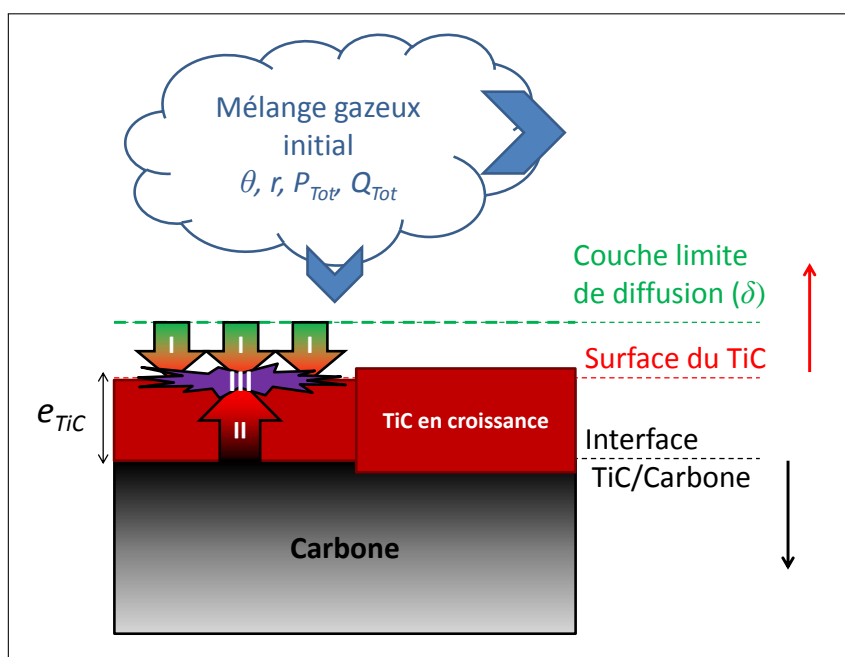 Mélange gazeux
initial
θ, r, P_Tot, Q_Tot
Couche limite
de diffusion (δ)
I I I
Surface du TiC
III
e_TiC
TiC en croissance
II
Interface
TiC/Carbone
Carbone